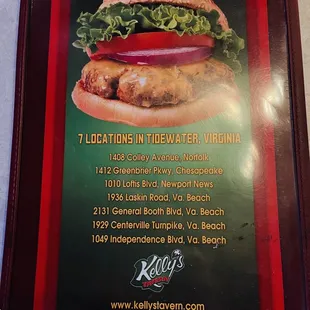 7 LOCATIONS IN TIDEWATER, VIRGINIA
1408 Colley Avenue, Norfolk
1412 Greenbrier Pkwy, Chesapeake
1010 Loftis Blvd, Newport News
1936 Laskin Road, Va. Beach
2131 General Booth Blvd, Va. Beach
1929 Centerville Turnpike, Va. Beach
1049 Independence Blvd, Va. Beach
Kelly's
www.kellystavern.com